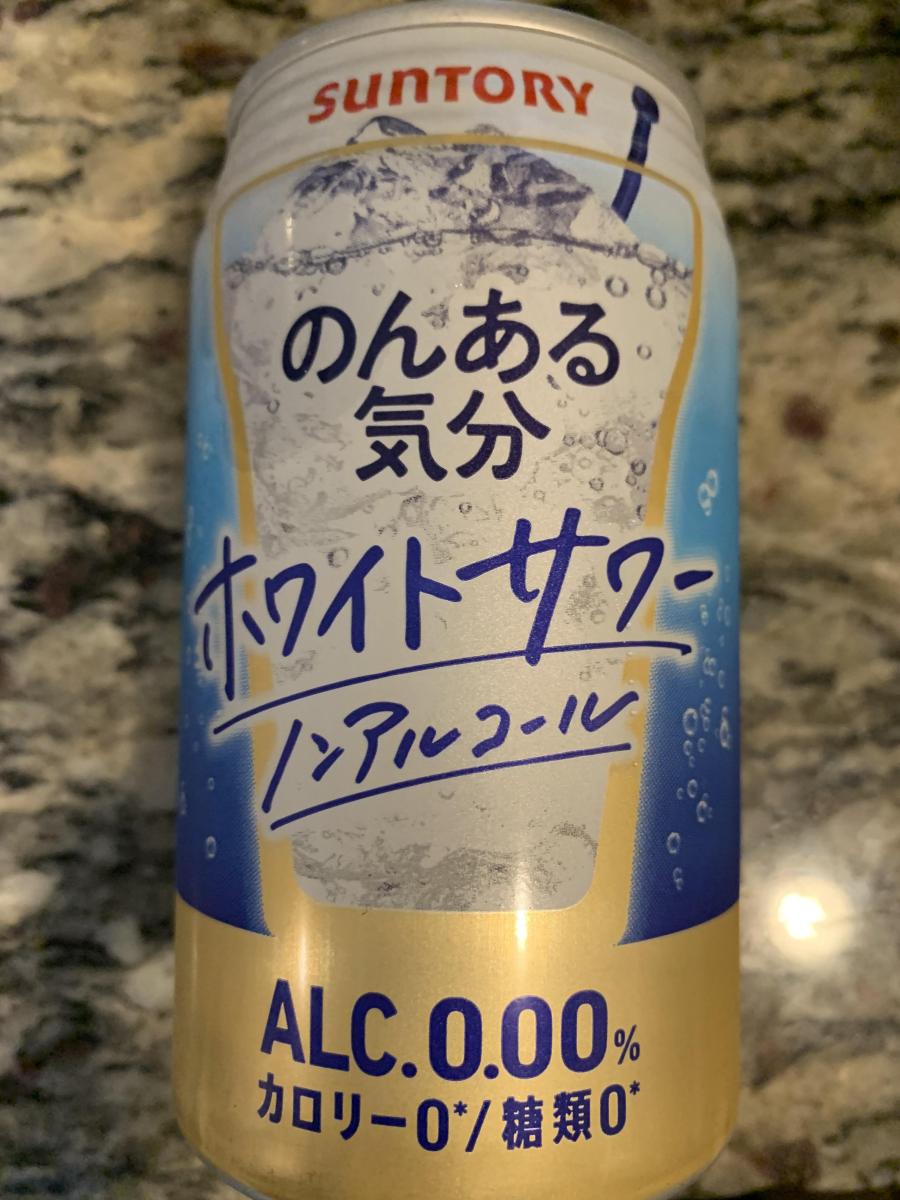 SUNTORY
のんある
気分
ホワイトサワー
ノンアルコール
ALC.0.00%
カロリー0*/糖類0*